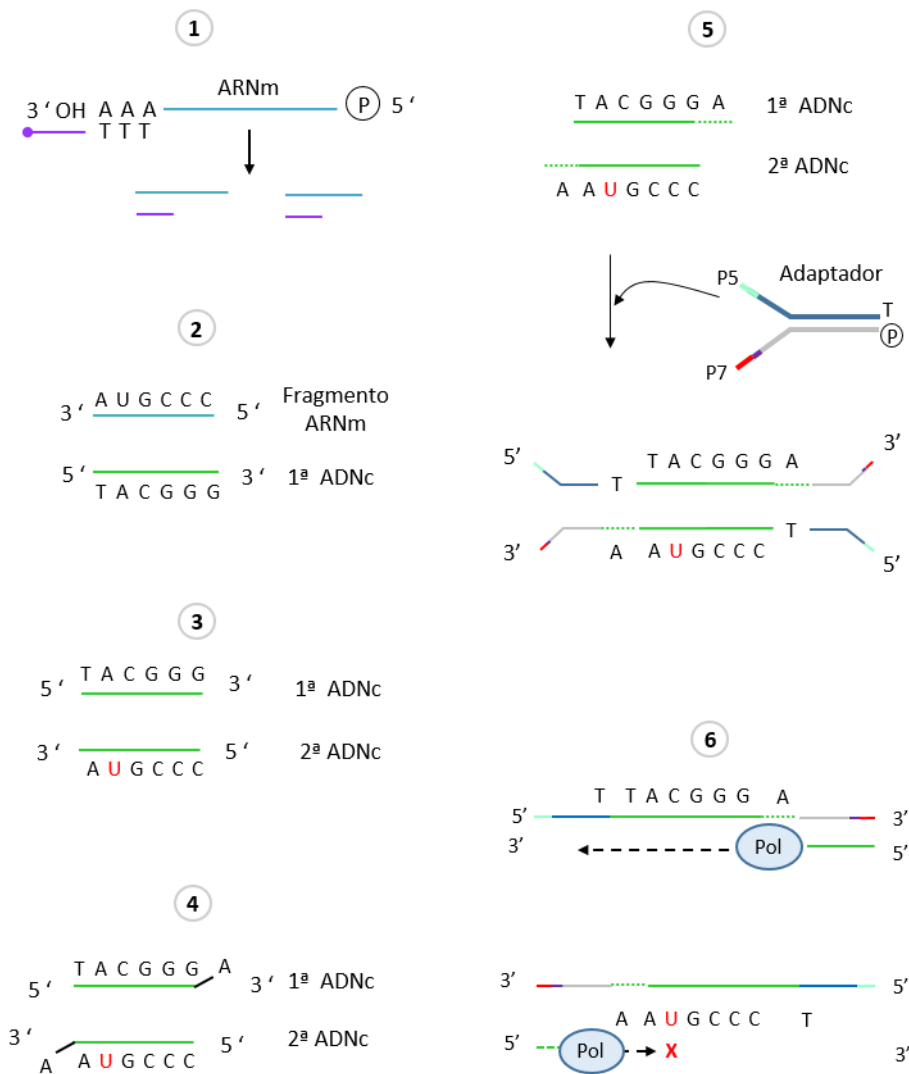 1
ARNm
3 ‘ OH A A A P 5 ‘
T T T
2
A U G C C C
3 ‘ 5 ‘ Fragmento
ARNm
5 ‘ 3 ‘ 1ª ADNc
T A C G G G
3
T A C G G G
5 ‘ 3 ‘ 1ª ADNc
3 ‘ 5 ‘ 2ª ADNc
A U G C C C
4
T A C G G G A
5 ‘ 3 ‘ 1ª ADNc
3 ‘ 5 ‘ 2ª ADNc
A A U G C C C
5
T A C G G G A
1ª ADNc
2ª ADNc
A A U G C C C
P5 Adaptador
T
P
P7
5’ 3’
T A C G G G A
T
T
3’ A A U G C C C 5’
6
T T A C G G G A
5’ 3’
3’ Pol 5’
3’ 5’
A A U G C C C T
5’ Pol X 3’